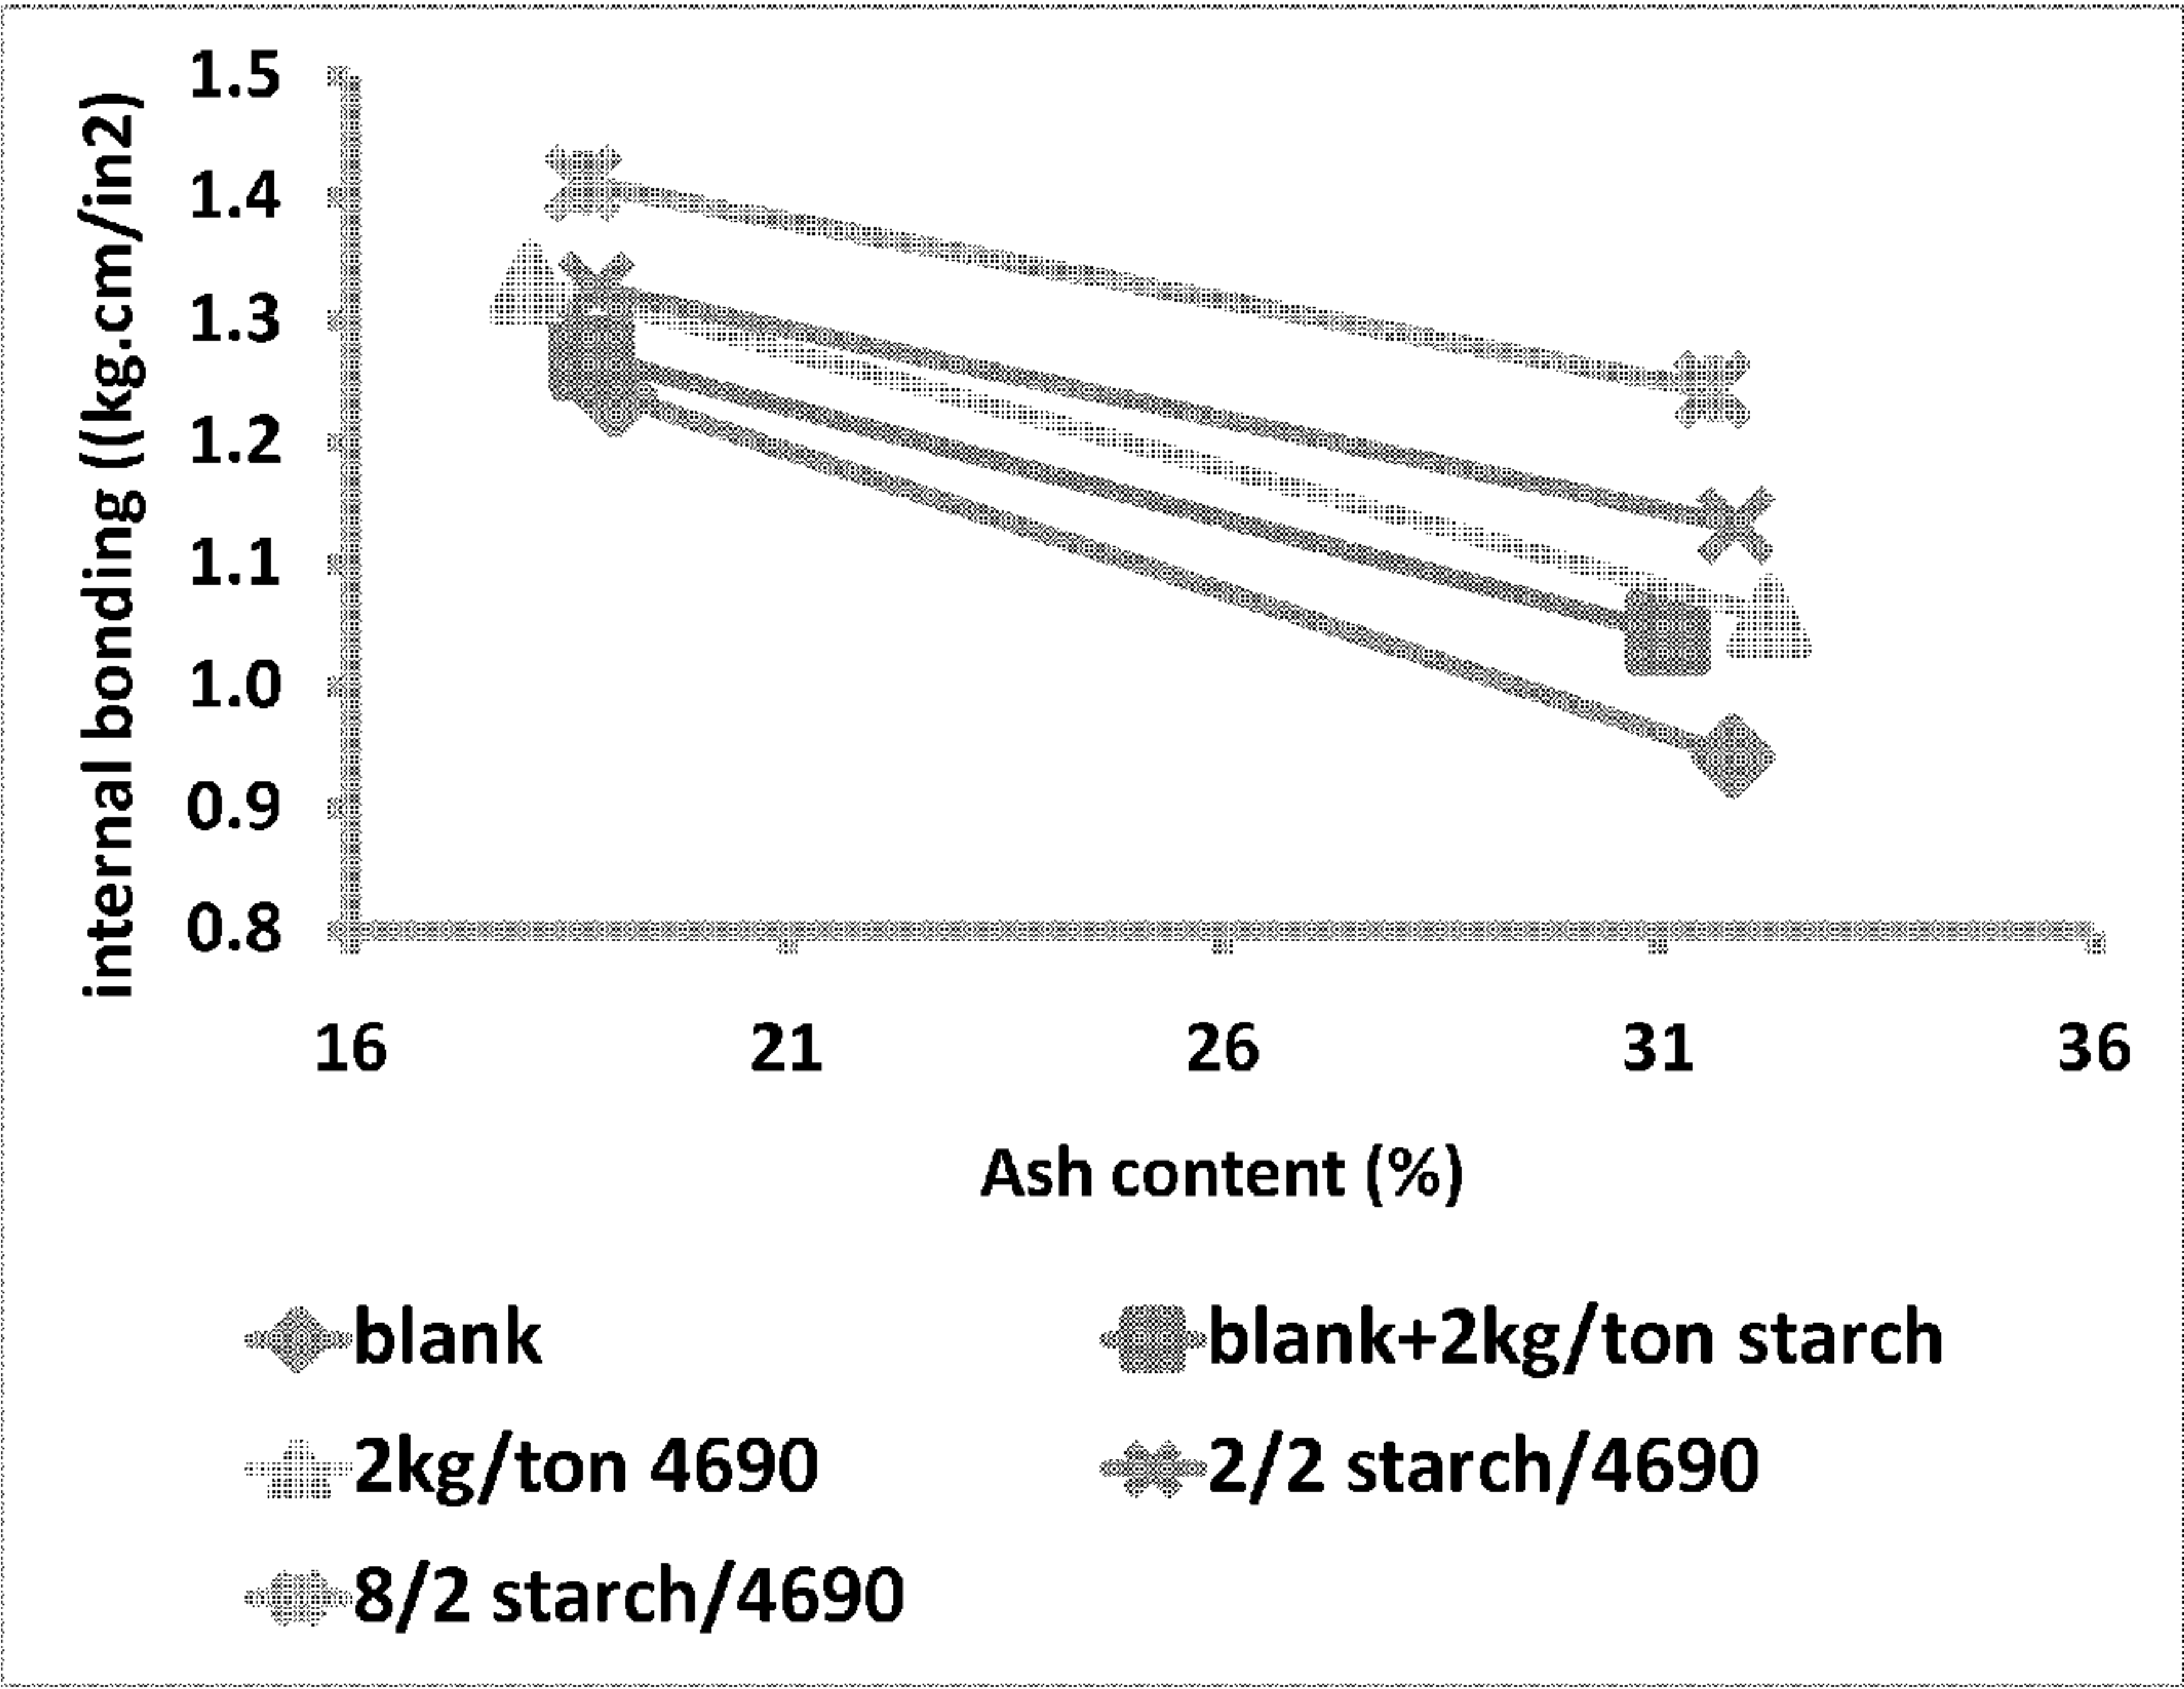 internal bonding ((kg.cm/in2)
1.5
1.4
1.3
1.2
1.1
1.0
0.9
0.8
16 21 26 31 36
Ash content (%)
blank blank+2kg/ton starch
2kg/ton 4690 2/2 starch/4690
8/2 starch/4690